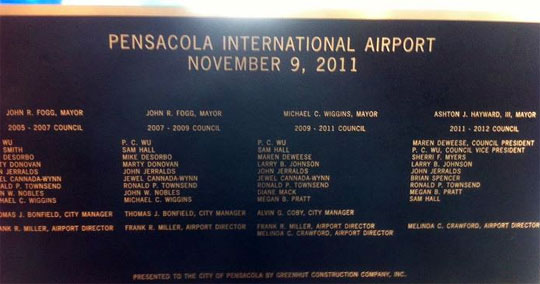 PENSACOLA INTERNATIONAL AIRPORT
NOVEMBER 9, 2011
JOHN R. FOGG, MAYOR
2005 - 2007 COUNCIL
WU
SMITH
DESORBO
TY DONOVAN
JERRALDS
EL CANNADA-WYNN
ALD P. TOWNSEND
N W. NOBLES
HAEL C. WIGGINS
OMAS J. BONFIELD, CITY MANAGER
RANK R. MILLER, AIRPORT DIRECTOR
JOHN R. FOGG, MAYOR
2007 - 2009 COUNCIL
P. C. WU
SAM HALL
MIKE DESORBO
MARTY DONOVAN
JOHN JERRALDS
JEWEL CANNADA-WYNN
RONALD P. TOWNSEND
JOHN W. NOBLES
MICHAEL C. WIGGINS
THOMAS J. BONFIELD, CITY MANAGER
FRANK R. MILLER, AIRPORT DIRECTOR
MICHAEL C. WIGGINS, MAYOR
2009 - 2011 COUNCIL
P. C. WU
SAM HALL
MAREN DEWEESE
LARRY B. JOHNSON
JOHN JERRALDS
JEWEL CANNADA-WYNN
RONALD P. TOWNSEND
DIANE MACK
MEGAN B. PRATT
ALVIN G. COBY, CITY MANAGER
FRANK R. MILLER, AIRPORT DIRECTOR
MELINDA C. CRAWFORD, AIRPORT DIRECTOR
ASHTON J. HAYWARD, III, MAYOR
2011 - 2012 COUNCIL
MAREN DEWEESE, COUNCIL PRESIDENT
P. C. WU, COUNCIL VICE PRESIDENT
SHERRI F. MYERS
LARRY B. JOHNSON
JOHN JERRALDS
BRIAN SPENCER
RONALD P. TOWNSEND
MEGAN B. PRATT
SAM HALL
MELINDA C. CRAWFORD, AIRPORT DIRECTOR
PRESENTED TO THE CITY OF PENSACOLA BY GREENHUT CONSTRUCTION COMPANY, INC.